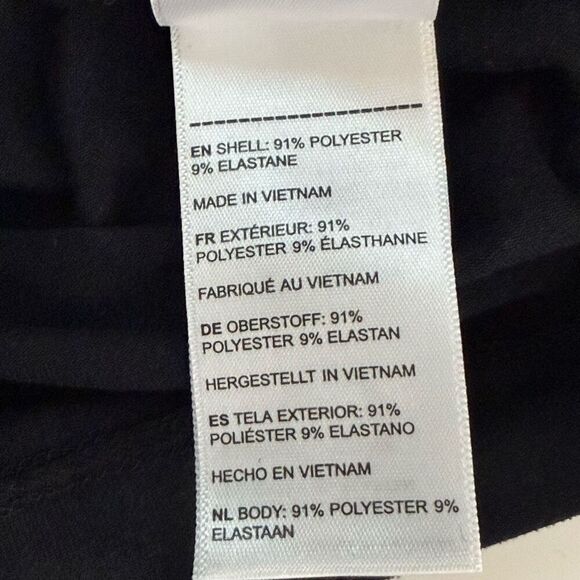 EN SHELL: 91% POLYESTER
9% ELASTANE
MADE IN VIETNAM
FR EXTÉRIEUR: 91%
POLYESTER 9% ÉLASTHANNE
FABRIQUÉ AU VIETNAM
DE OBERSTOFF: 91%
POLYESTER 9% ELASTAN
HERGESTELLT IN VIETNAM
ES TELA EXTERIOR: 91%
POLIÉSTER 9% ELASTANO
HECHO EN VIETNAM
NL BODY: 91% POLYESTER 9%
ELASTAAN